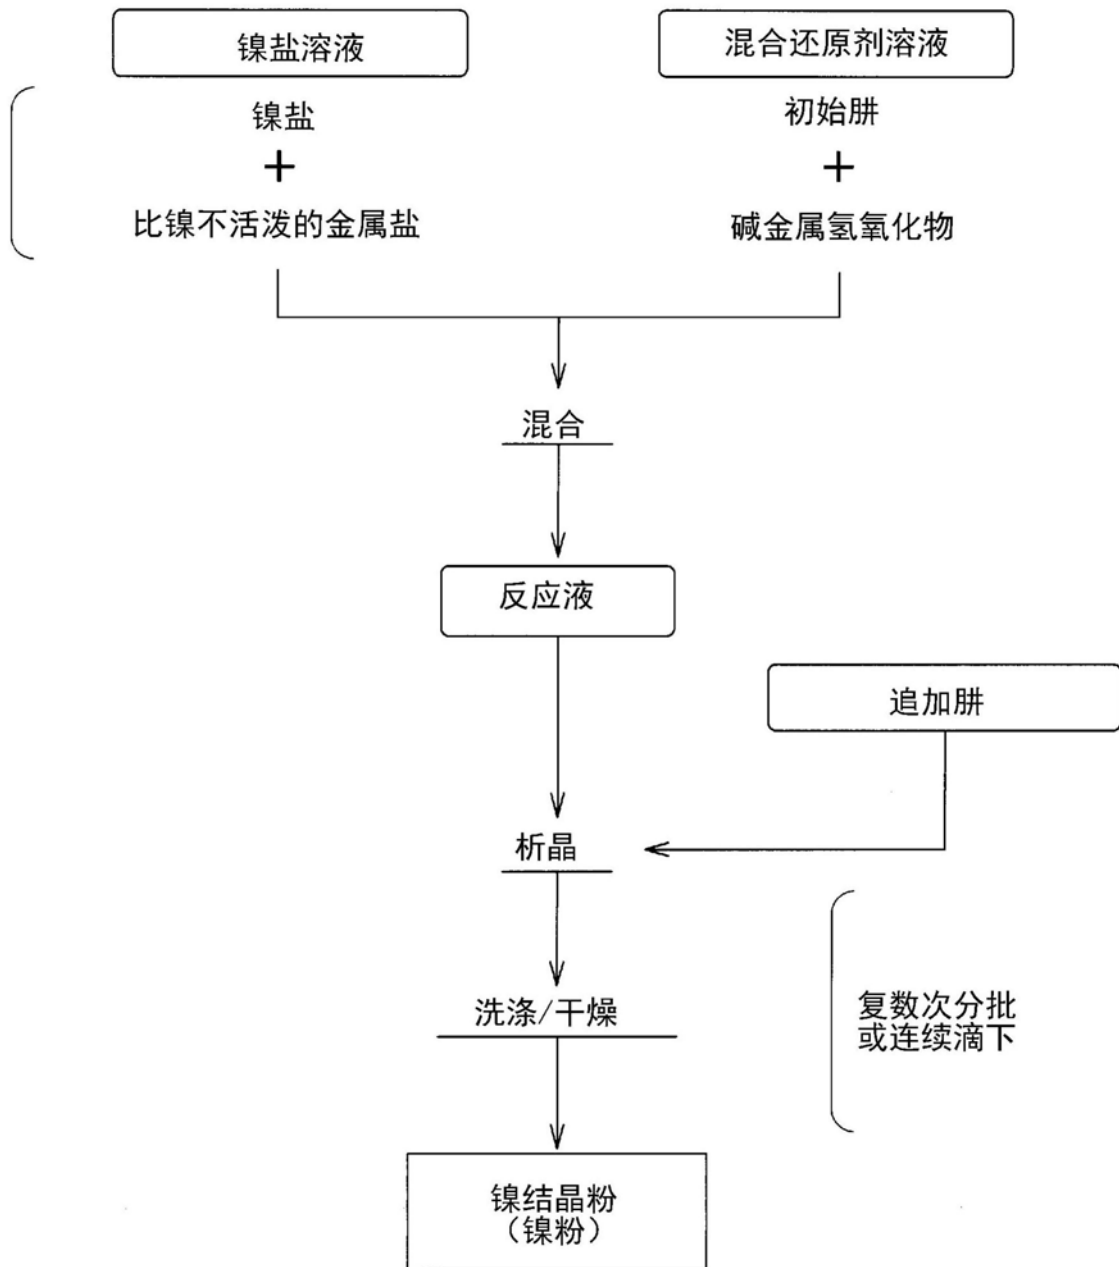 镍盐溶液
混合还原剂溶液
镍盐
+
比镍不活泼的金属盐
初始肼
+
碱金属氢氧化物
混合
反应液
追加肼
析晶
复数次分批
或连续滴下
洗涤/干燥
镍结晶粉
（镍粉）